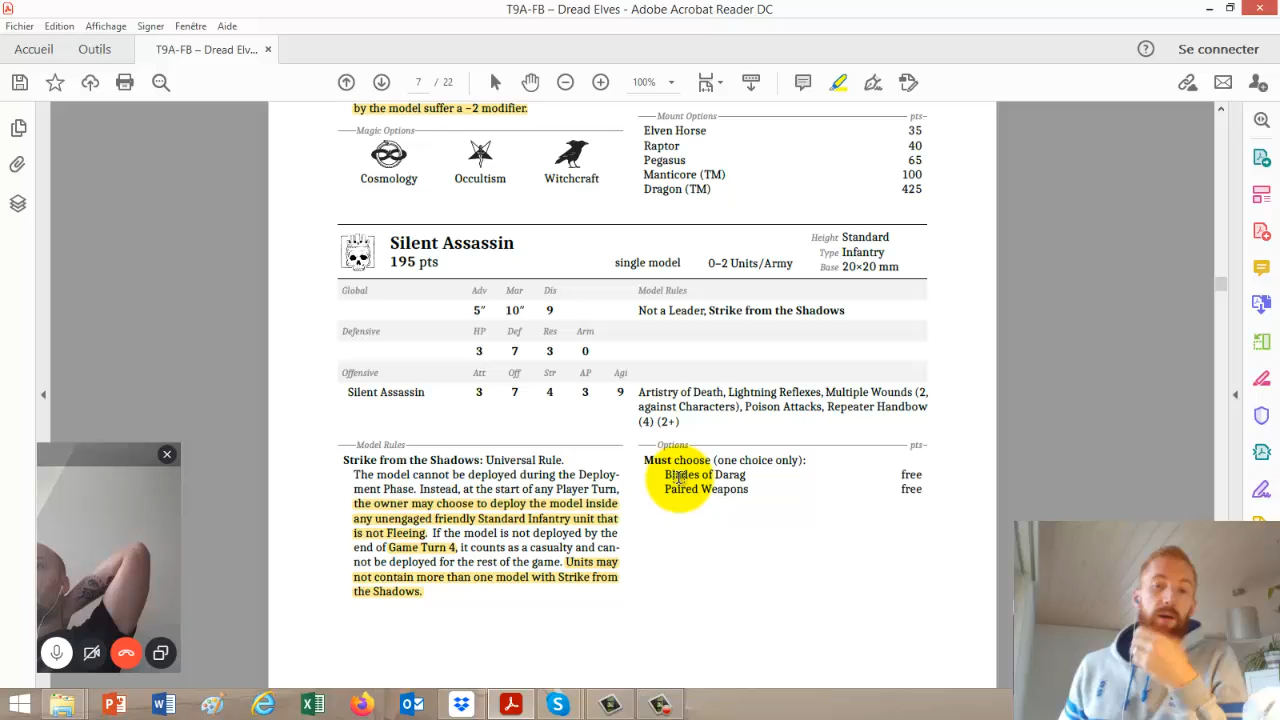 T9A-FB – Dread Elves - Adobe Acrobat Reader DC
Fichier Edition Affichage Signer Fenêtre Aide
Accueil Outils T9A-FB – Dread Elv... × Se connecter
7 / 22 100%
by the model suffer a −2 modifier.
Magic Options
Cosmology Occultism Witchcraft
Mount Options pts
Elven Horse 35
Raptor 40
Pegasus 65
Manticore (TM) 100
Dragon (TM) 425
Silent Assassin
195 pts
single model 0–2 Units/Army
Height Standard
Type Infantry
Base 20×20 mm
Global Adv Mar Dis Model Rules
5″ 10″ 9 Not a Leader, Strike from the Shadows
Defensive HP Def Res Arm
3 7 3 0
Offensive Att Off Str AP Agi
Silent Assassin 3 7 4 3 9 Artistry of Death, Lightning Reflexes, Multiple Wounds (2,
against Characters), Poison Attacks, Repeater Handbow
(4) (2+)
Model Rules
Strike from the Shadows: Universal Rule.
The model cannot be deployed during the Deploy-
ment Phase. Instead, at the start of any Player Turn,
the owner may choose to deploy the model inside
any unengaged friendly Standard Infantry unit that
is not Fleeing. If the model is not deployed by the
end of Game Turn 4, it counts as a casualty and can-
not be deployed for the rest of the game. Units may
not contain more than one model with Strike from
the Shadows.
Options pts
Must choose (one choice only):
Blades of Darag free
Paired Weapons free